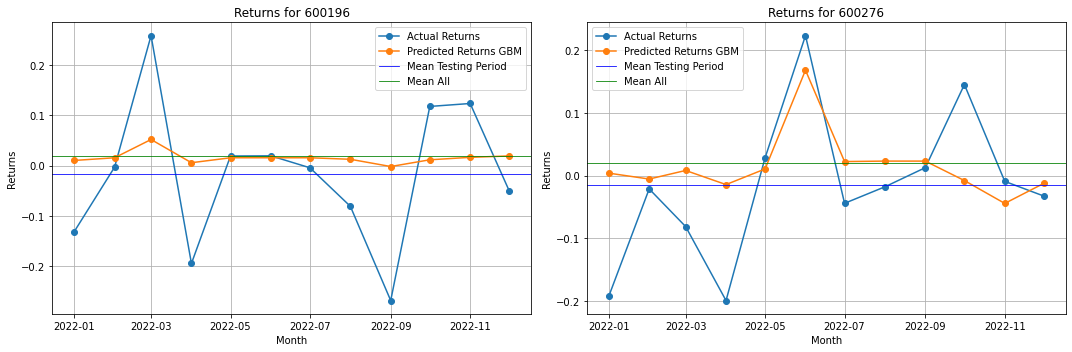 Returns for 600196
Actual Returns
Predicted Returns GBM
Mean Testing Period
Mean All
Returns
0.2
0.1
0.0
−0.1
−0.2
2022-01
2022-03
2022-05
2022-07
2022-09
2022-11
Month
Returns for 600276
Actual Returns
Predicted Returns GBM
Mean Testing Period
Mean All
Returns
0.2
0.1
0.0
−0.1
−0.2
2022-01
2022-03
2022-05
2022-07
2022-09
2022-11
Month